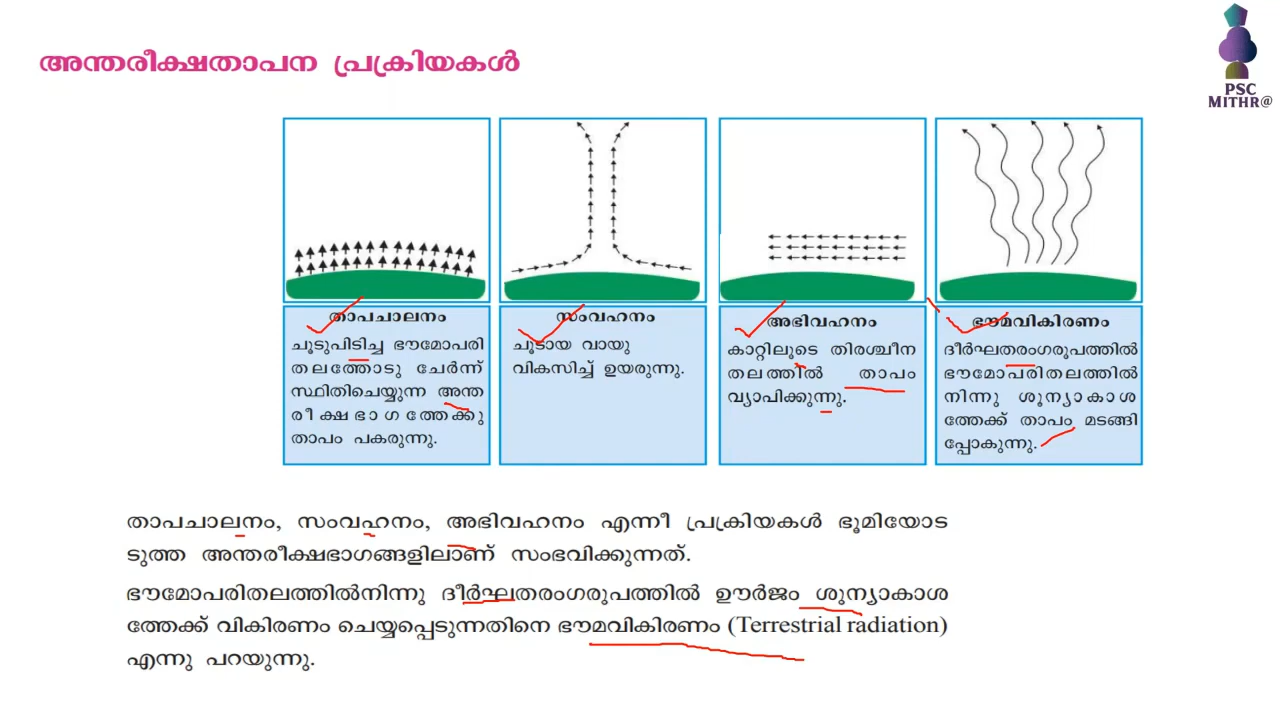 അന്തരീക്ഷതാപന പ്രക്രിയകൾ
PSC
MITHR@
താപചാലനം
ചൂടുപിടിച്ച ഭൗമോപരി
തലത്തോടു ചേർന്ന്
സ്ഥിതിചെയ്യുന്ന അന്ത
രീക്ഷഭാഗത്തേക്കു
താപം പകരുന്നു.
സംവഹനം
ചൂടായ വായു
വികസിച്ച് ഉയരുന്നു.
അഭിവഹനം
കാറ്റിലൂടെ തിരശ്ചീന
തലത്തിൽ താപം
വ്യാപിക്കുന്നു.
ഭൗമവികിരണം
ദീർഘതരംഗരൂപത്തിൽ
ഭൗമോപരിതലത്തിൽ
നിന്നു ശൂന്യാകാശ
ത്തേക്ക് താപം മടങ്ങി
പ്പോകുന്നു.
താപചാലനം, സംവഹനം, അഭിവഹനം എന്നീ പ്രക്രിയകൾ ഭൂമിയോട
ടുത്ത അന്തരീക്ഷഭാഗങ്ങളിലാണ് സംഭവിക്കുന്നത്.
ഭൗമോപരിതലത്തിൽനിന്നു ദീർഘതരംഗരുപത്തിൽ ഊർജം ശുന്യാകാശ
ത്തേക്ക് വികിരണം ചെയ്യപ്പെടുന്നതിനെ ഭൗമവികിരണം (Terrestrial radiation)
എന്നു പറയുന്നു.